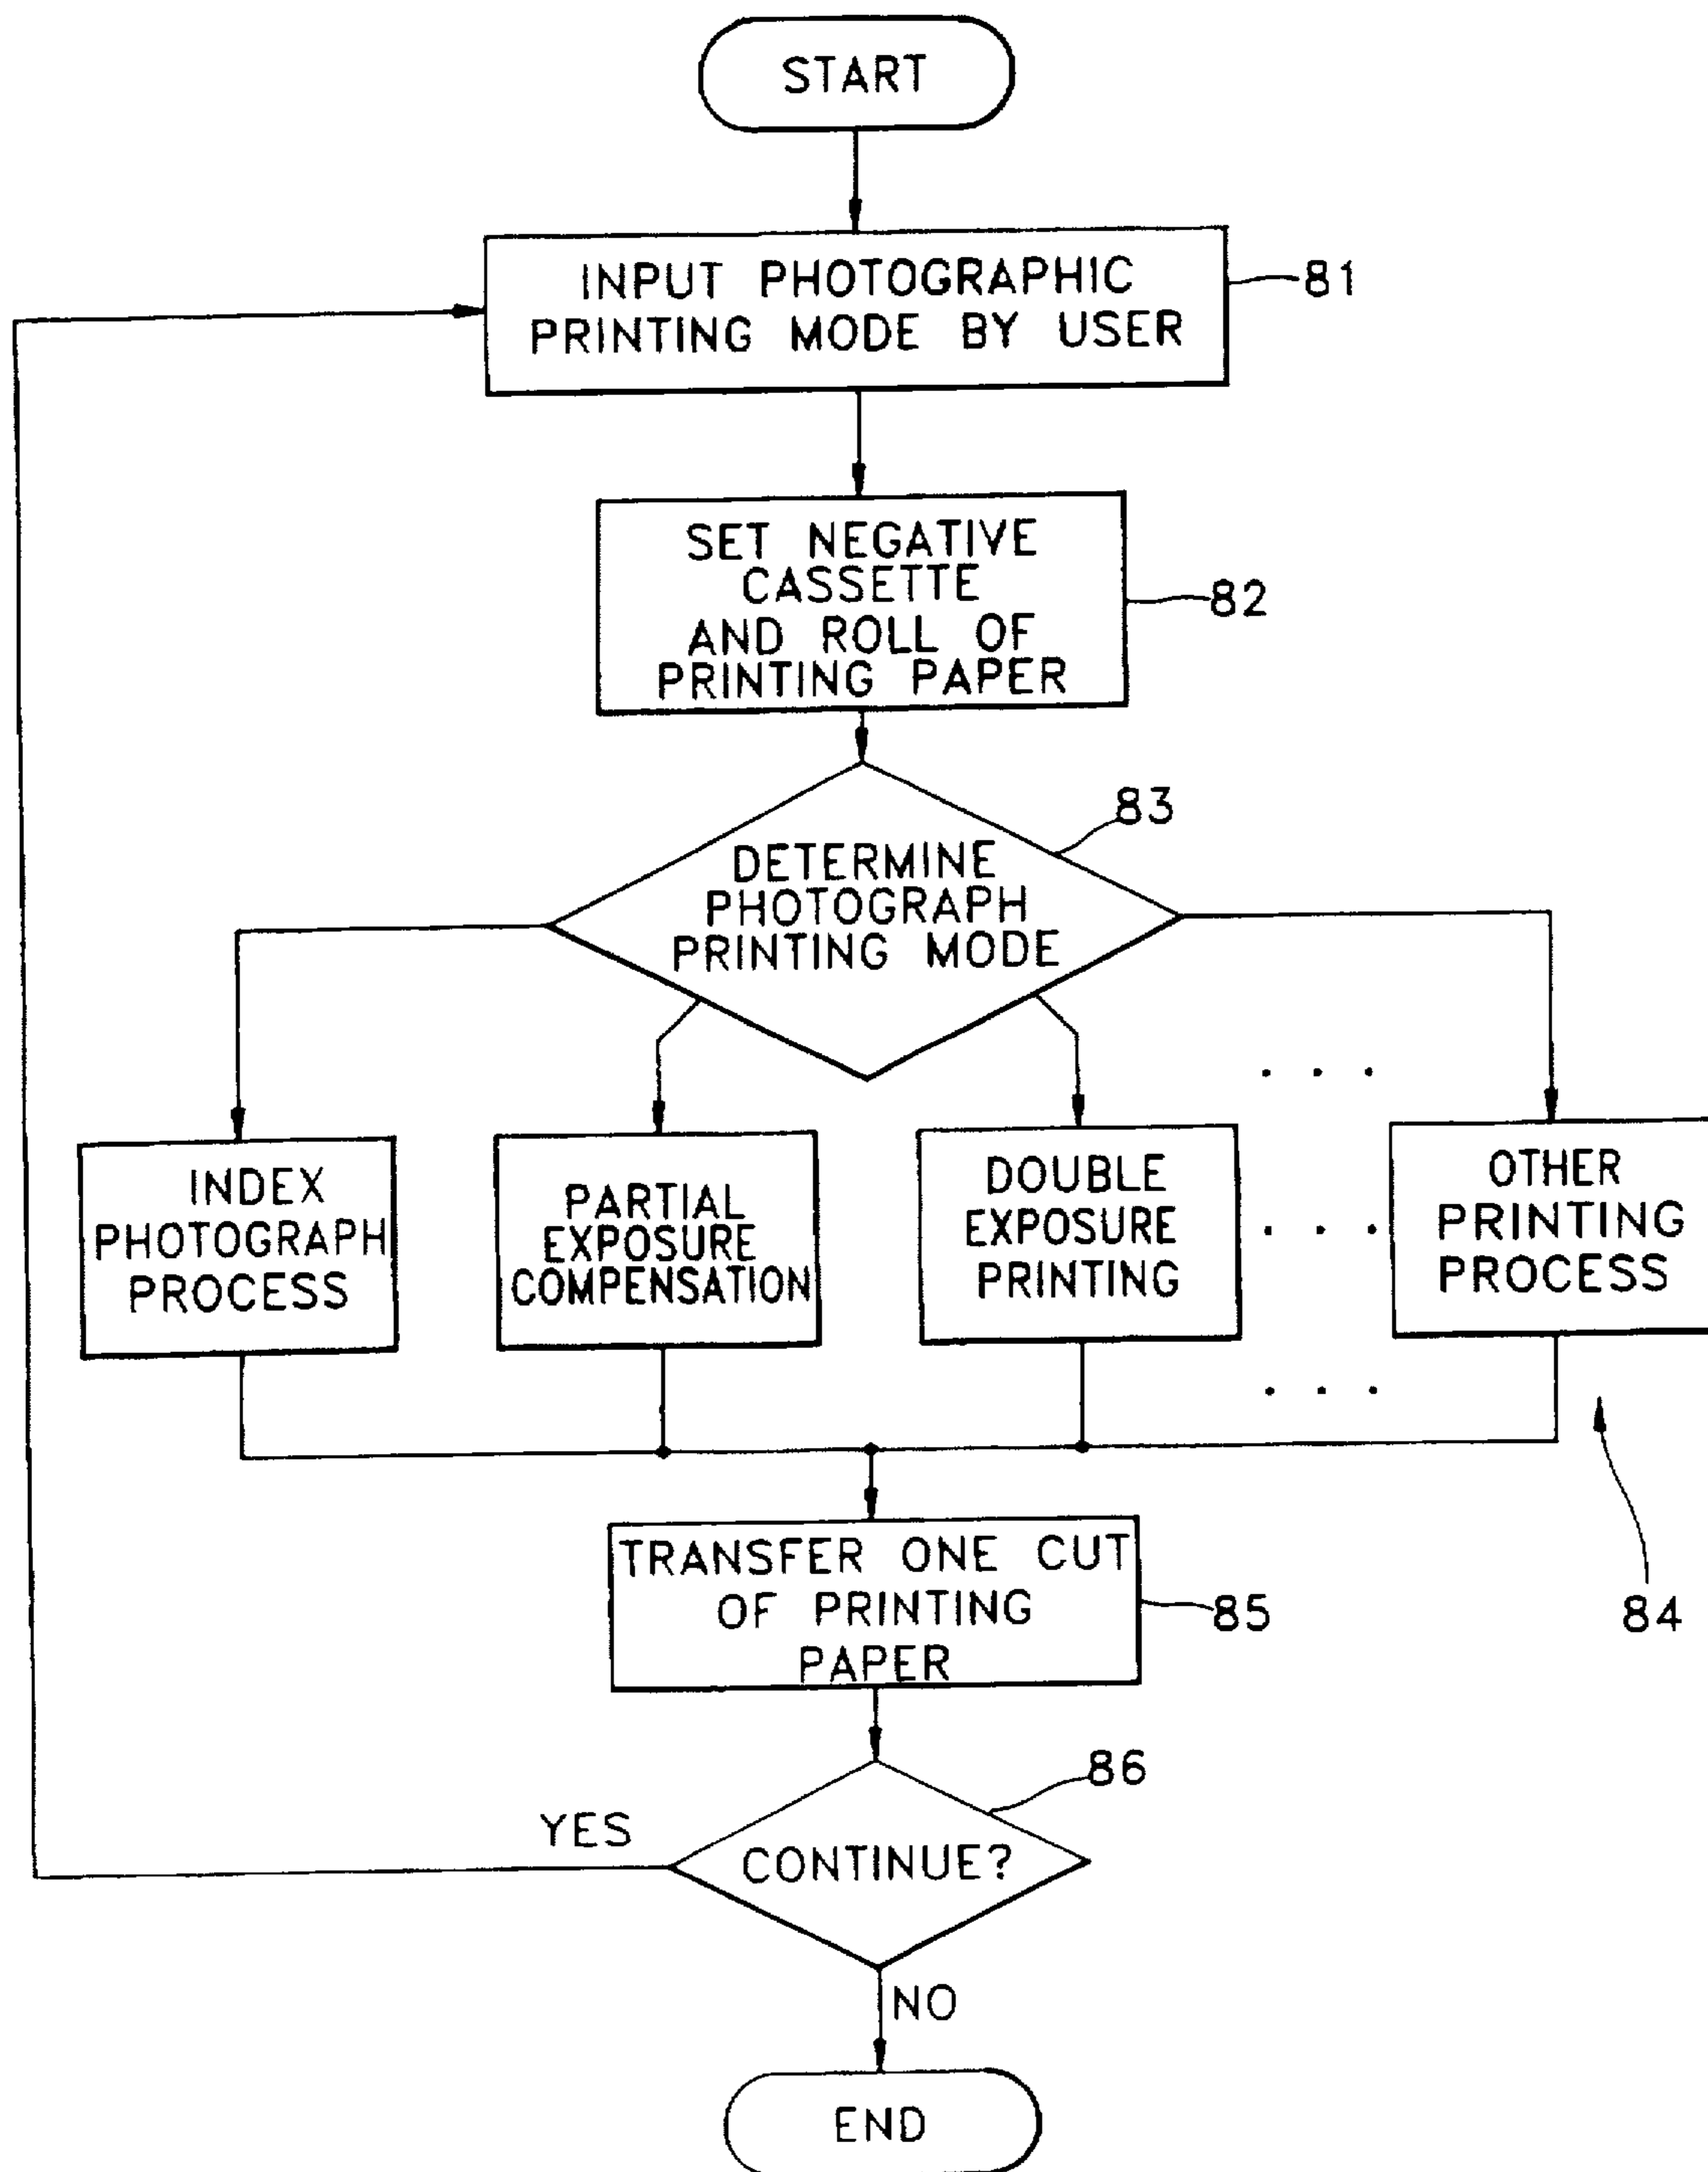 START
INPUT PHOTOGRAPHIC
PRINTING MODE BY USER
81
SET NEGATIVE
CASSETTE
AND ROLL OF
PRINTING PAPER
82
83
DETERMINE
PHOTOGRAPH
PRINTING MODE
. . .
INDEX
PHOTOGRAPH
PROCESS
PARTIAL
EXPOSURE
COMPENSATION
DOUBLE
EXPOSURE
PRINTING
. . .
OTHER
PRINTING
PROCESS
. . .
84
TRANSFER ONE CUT
OF PRINTING
PAPER
85
86
YES
CONTINUE?
NO
END